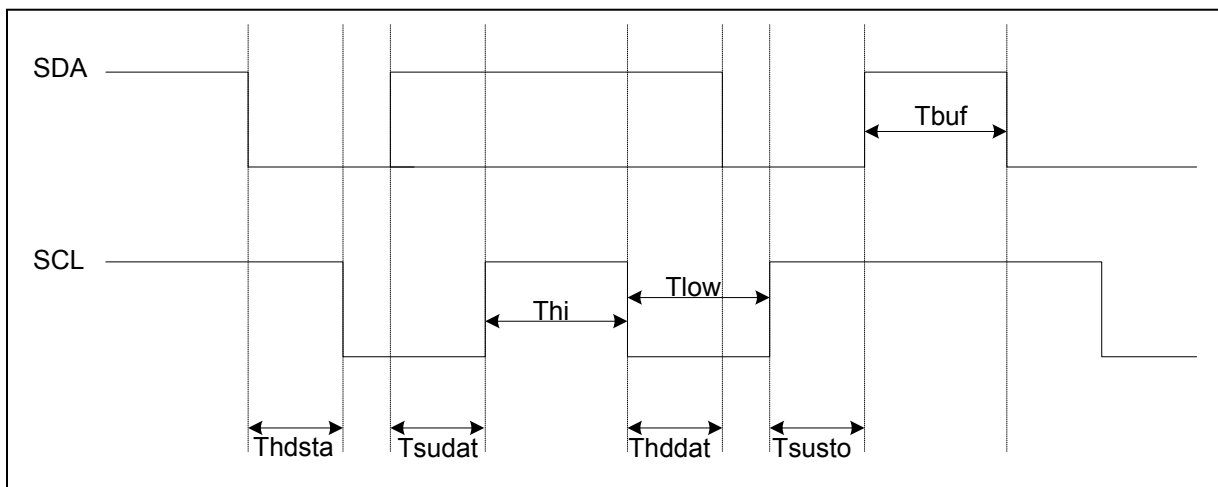 SDA
Tbuf
SCL
Tlow
Thi
Thdsta
Tsudat
Thddat
Tsusto